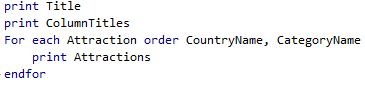 print Title
print ColumnTitles
For each Attraction order CountryName, CategoryName
    print Attractions
endfor